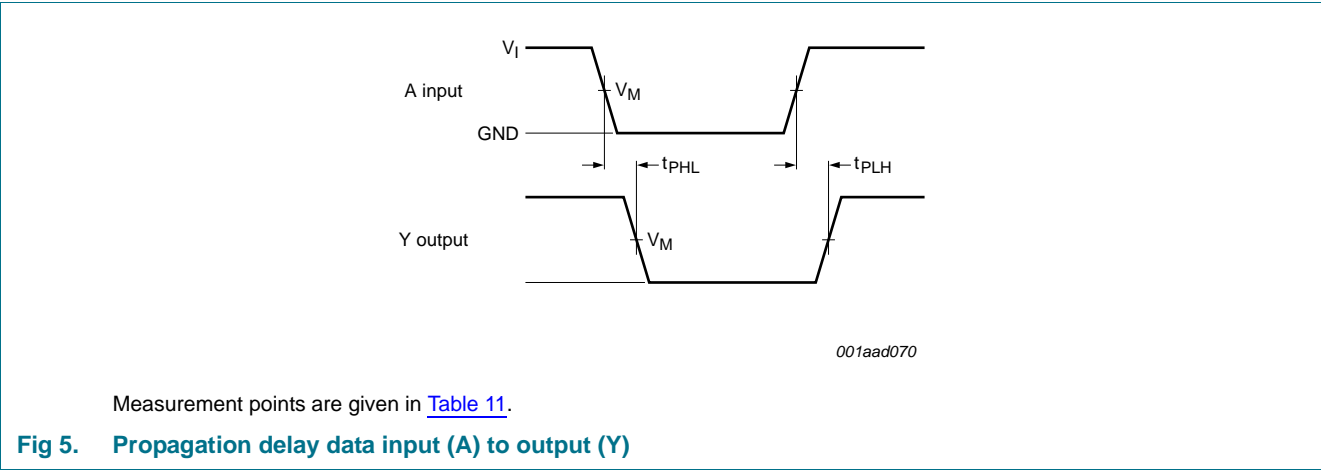 V_I
A input
V_M
GND
t_PHL
t_PLH
Y output
V_M
001aad070
Measurement points are given in Table 11.
Fig 5. Propagation delay data input (A) to output (Y)